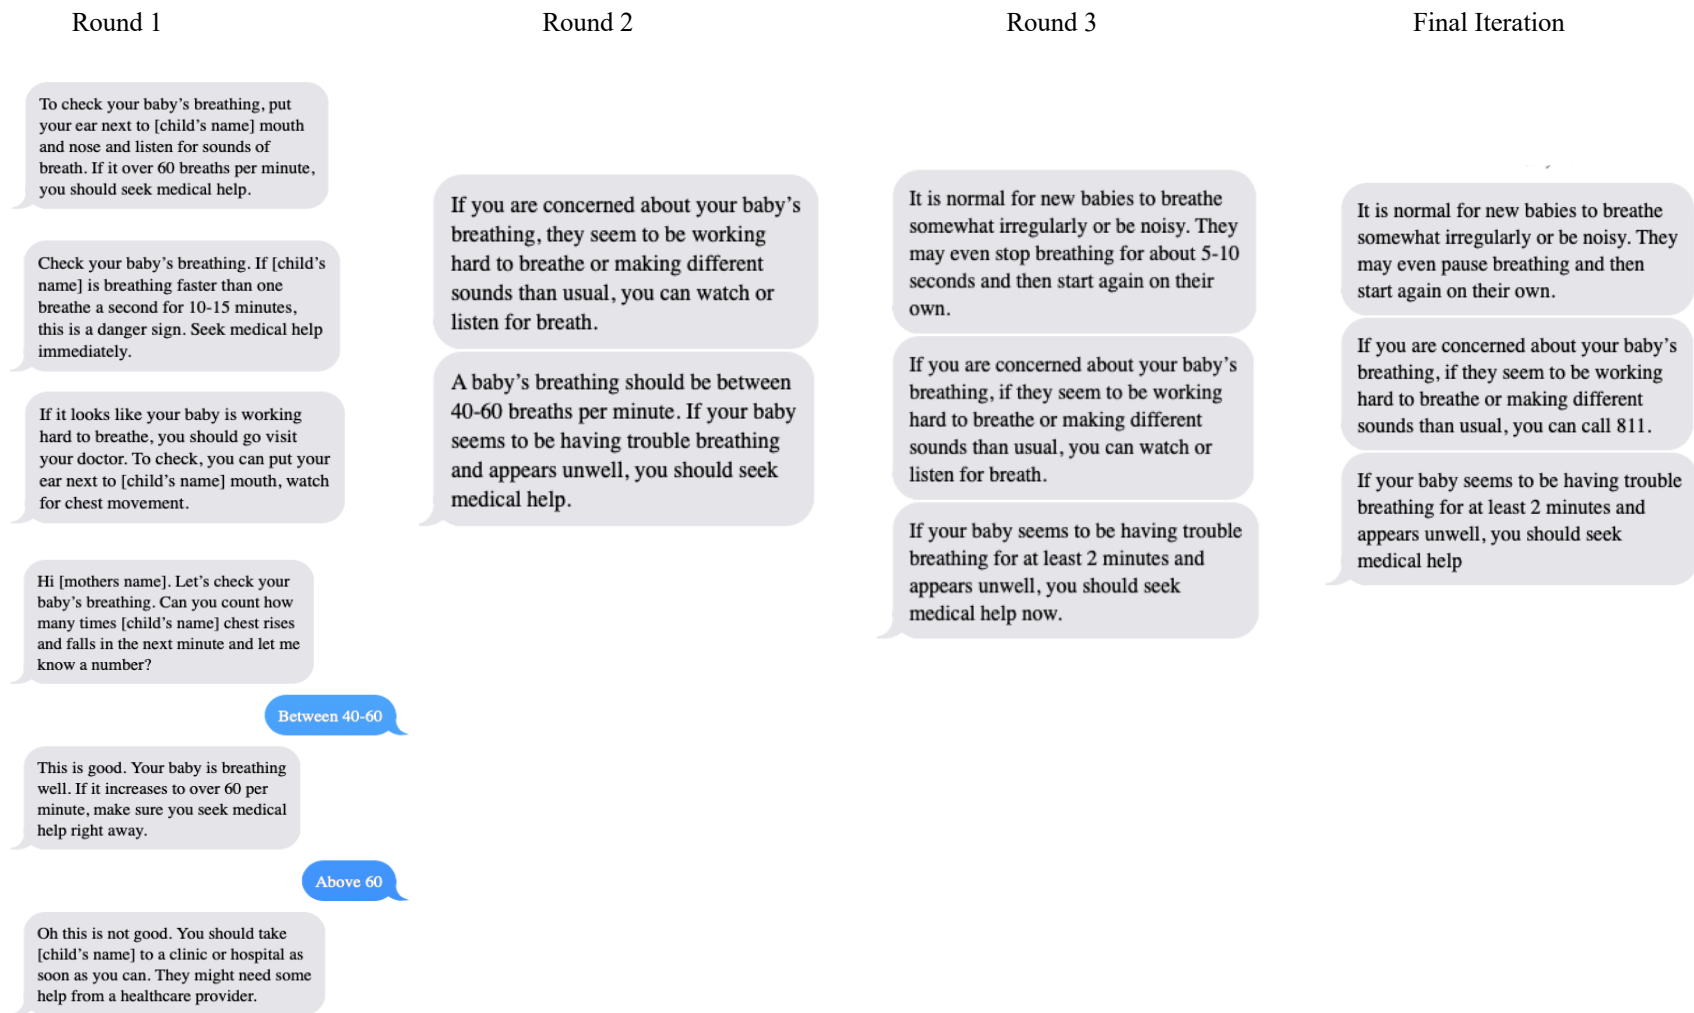 Round 1
To check your baby’s breathing, put
your ear next to [child’s name] mouth
and nose and listen for sounds of
breath. If it over 60 breaths per minute,
you should seek medical help.
Check your baby’s breathing. If [child’s
name] is breathing faster than one
breathe a second for 10-15 minutes,
this is a danger sign. Seek medical help
immediately.
If it looks like your baby is working
hard to breathe, you should go visit
your doctor. To check, you can put your
ear next to [child’s name] mouth, watch
for chest movement.
Hi [mothers name]. Let’s check your
baby’s breathing. Can you count how
many times [child’s name] chest rises
and falls in the next minute and let me
know a number?
Between 40-60
This is good. Your baby is breathing
well. If it increases to over 60 per
minute, make sure you seek medical
help right away.
Above 60
Oh this is not good. You should take
[child’s name] to a clinic or hospital as
soon as you can. They might need some
help from a healthcare provider.
Round 2
If you are concerned about your baby’s
breathing, they seem to be working
hard to breathe or making different
sounds than usual, you can watch or
listen for breath.
A baby’s breathing should be between
40-60 breaths per minute. If your baby
seems to be having trouble breathing
and appears unwell, you should seek
medical help.
Round 3
It is normal for new babies to breathe
somewhat irregularly or be noisy. They
may even stop breathing for about 5-10
seconds and then start again on their
own.
If you are concerned about your baby’s
breathing, if they seem to be working
hard to breathe or making different
sounds than usual, you can watch or
listen for breath.
If your baby seems to be having trouble
breathing for at least 2 minutes and
appears unwell, you should seek
medical help now.
Final Iteration
It is normal for new babies to breathe
somewhat irregularly or be noisy. They
may even pause breathing and then
start again on their own.
If you are concerned about your baby’s
breathing, if they seem to be working
hard to breathe or making different
sounds than usual, you can call 811.
If your baby seems to be having trouble
breathing for at least 2 minutes and
appears unwell, you should seek
medical help